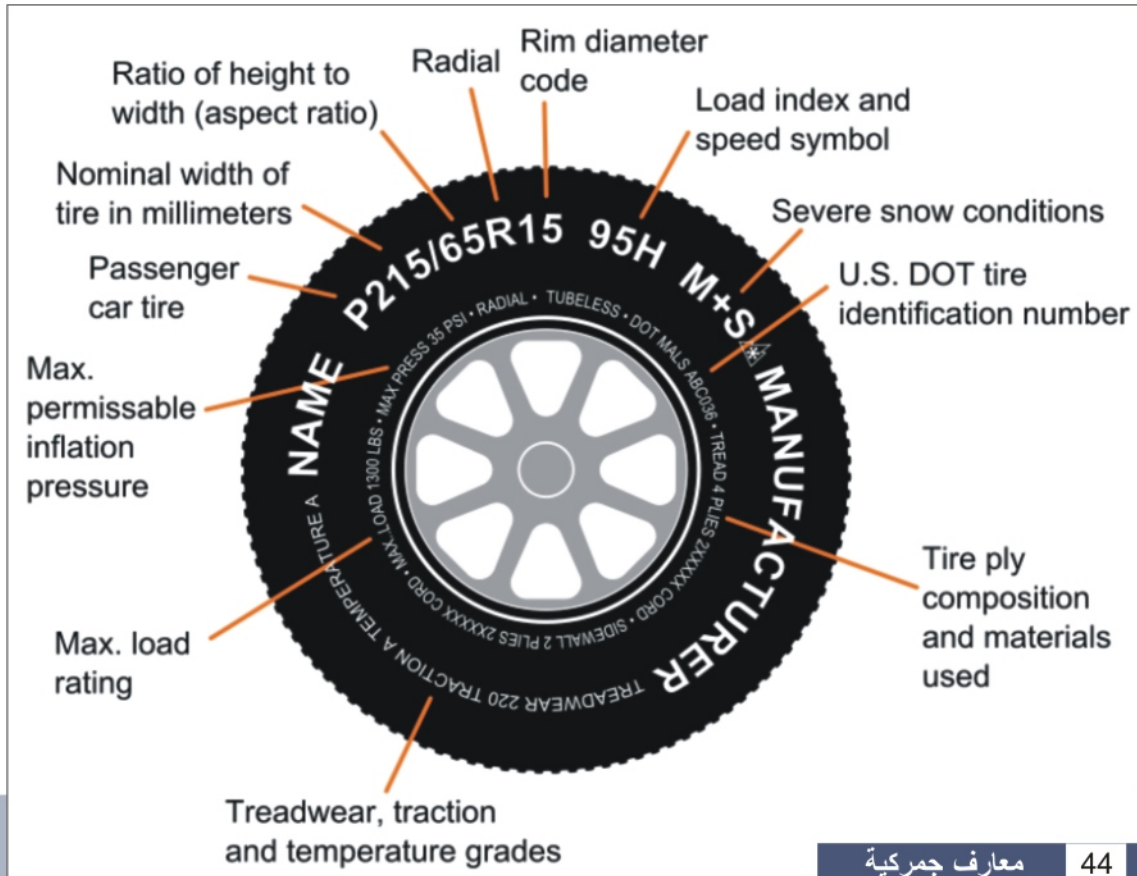 Rim diameter
code
Radial
Ratio of height to
width (aspect ratio)
Load index and
speed symbol
Nominal width of
tire in millimeters
Severe snow conditions
Passenger
car tire
U.S. DOT tire
identification number
Max.
permissable
inflation
pressure
Tire ply
composition
and materials
used
Max. load
rating
Treadwear, traction
and temperature grades
NAME P215/65R15 95H M+S MANUFACTURER
TREADWEAR 220 TRACTION A TEMPERATURE A
MAX. LOAD 1300 LBS • MAX PRESS 35 PSI • RADIAL • TUBELESS • DOT MALS ABC036 • TREAD 4 PLIES 2XXXXX CORD • SIDEWALL 2 PLIES 2XXXXX CORD •
معارف جمركية 44